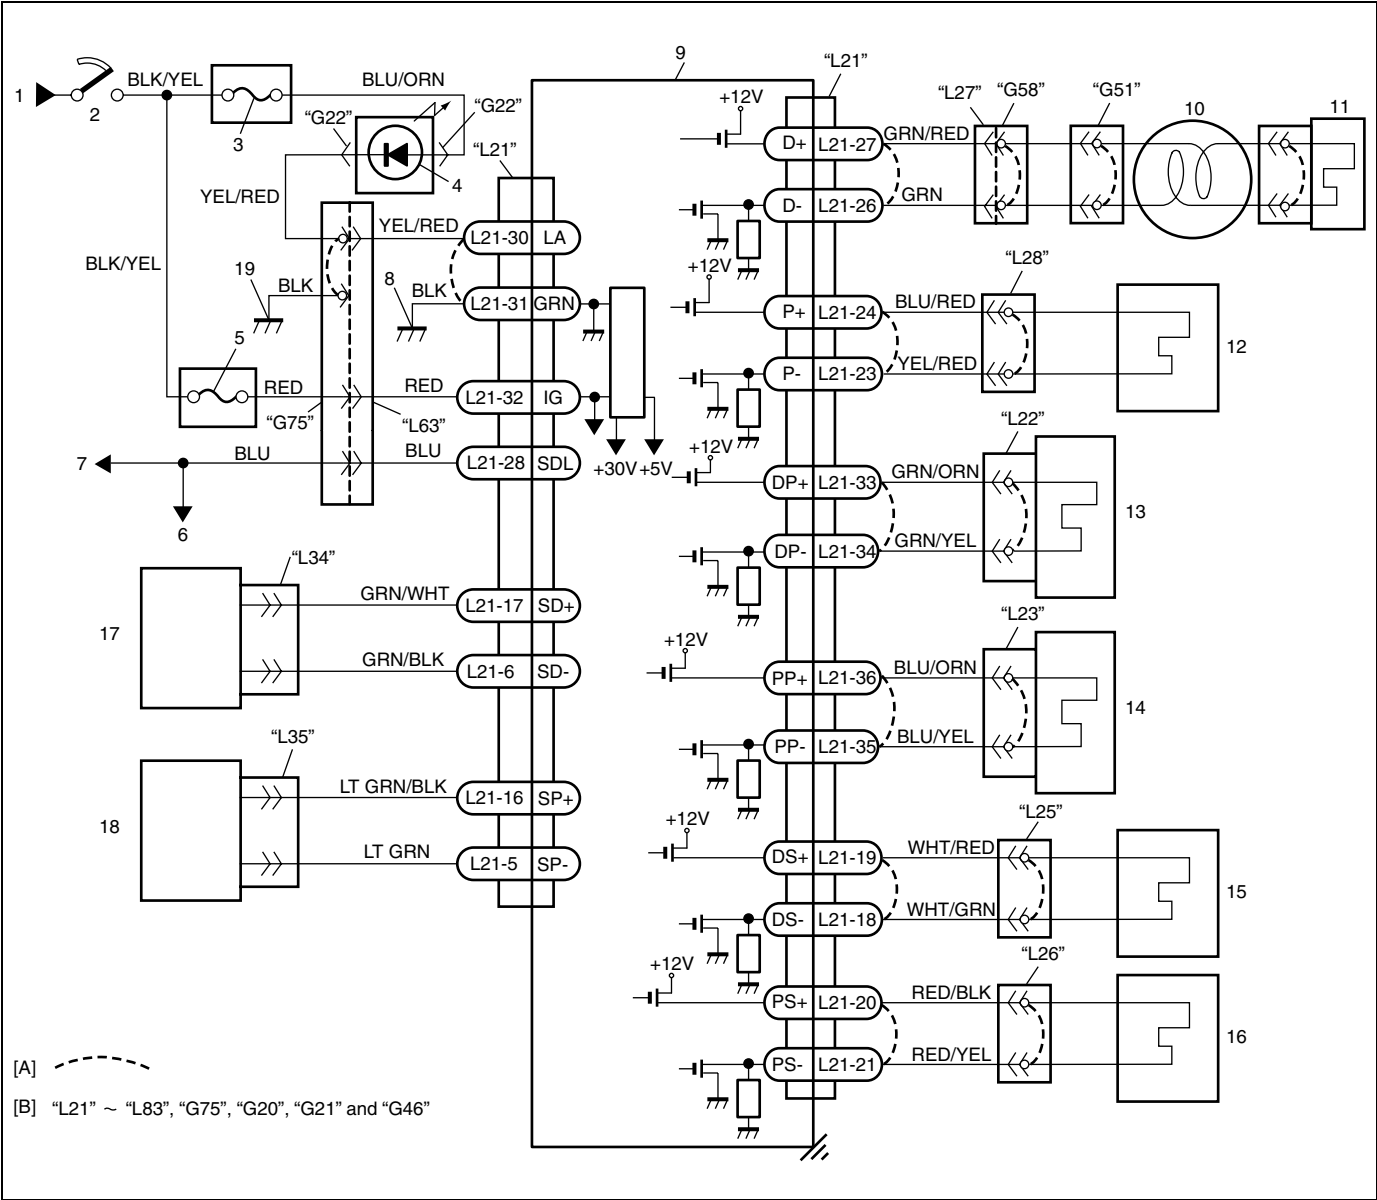 9
"L21"
+12V
"L27" "G58"
"G51"
10
11
1
2
BLK/YEL
3
BLU/ORN
"G22"
"G22"
4
"L21"
D+ L21-27
GRN/RED
D- L21-26
GRN
YEL/RED
YEL/RED
L21-30 LA
BLK/YEL
19
BLK
8
BLK
L21-31 GRN
+12V
"L28"
P+ L21-24
BLU/RED
12
P- L21-23
YEL/RED
5
RED
RED
L21-32 IG
"G75"
"L63"
7
BLU
BLU
L21-28 SDL
+30V +5V
6
+12V
"L22"
DP+ L21-33
GRN/ORN
13
DP- L21-34
GRN/YEL
"L34"
17
GRN/WHT
L21-17 SD+
GRN/BLK
L21-6 SD-
+12V
"L23"
PP+ L21-36
BLU/ORN
14
PP- L21-35
BLU/YEL
"L35"
18
LT GRN/BLK
L21-16 SP+
LT GRN
L21-5 SP-
+12V
"L25"
DS+ L21-19
WHT/RED
15
DS- L21-18
WHT/GRN
+12V
"L26"
PS+ L21-20
RED/BLK
16
PS- L21-21
RED/YEL
[A]
[B] "L21" ~ "L83", "G75", "G20", "G21" and "G46"